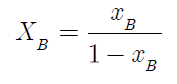 X_B = x_B / (1 − x_B)